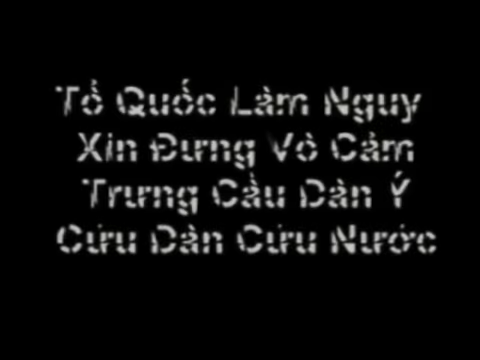 Tổ Quốc Lâm Nguy
Xin Đừng Vô Cảm
Trưng Cầu Dân Ý
Cứu Dân Cứu Nước